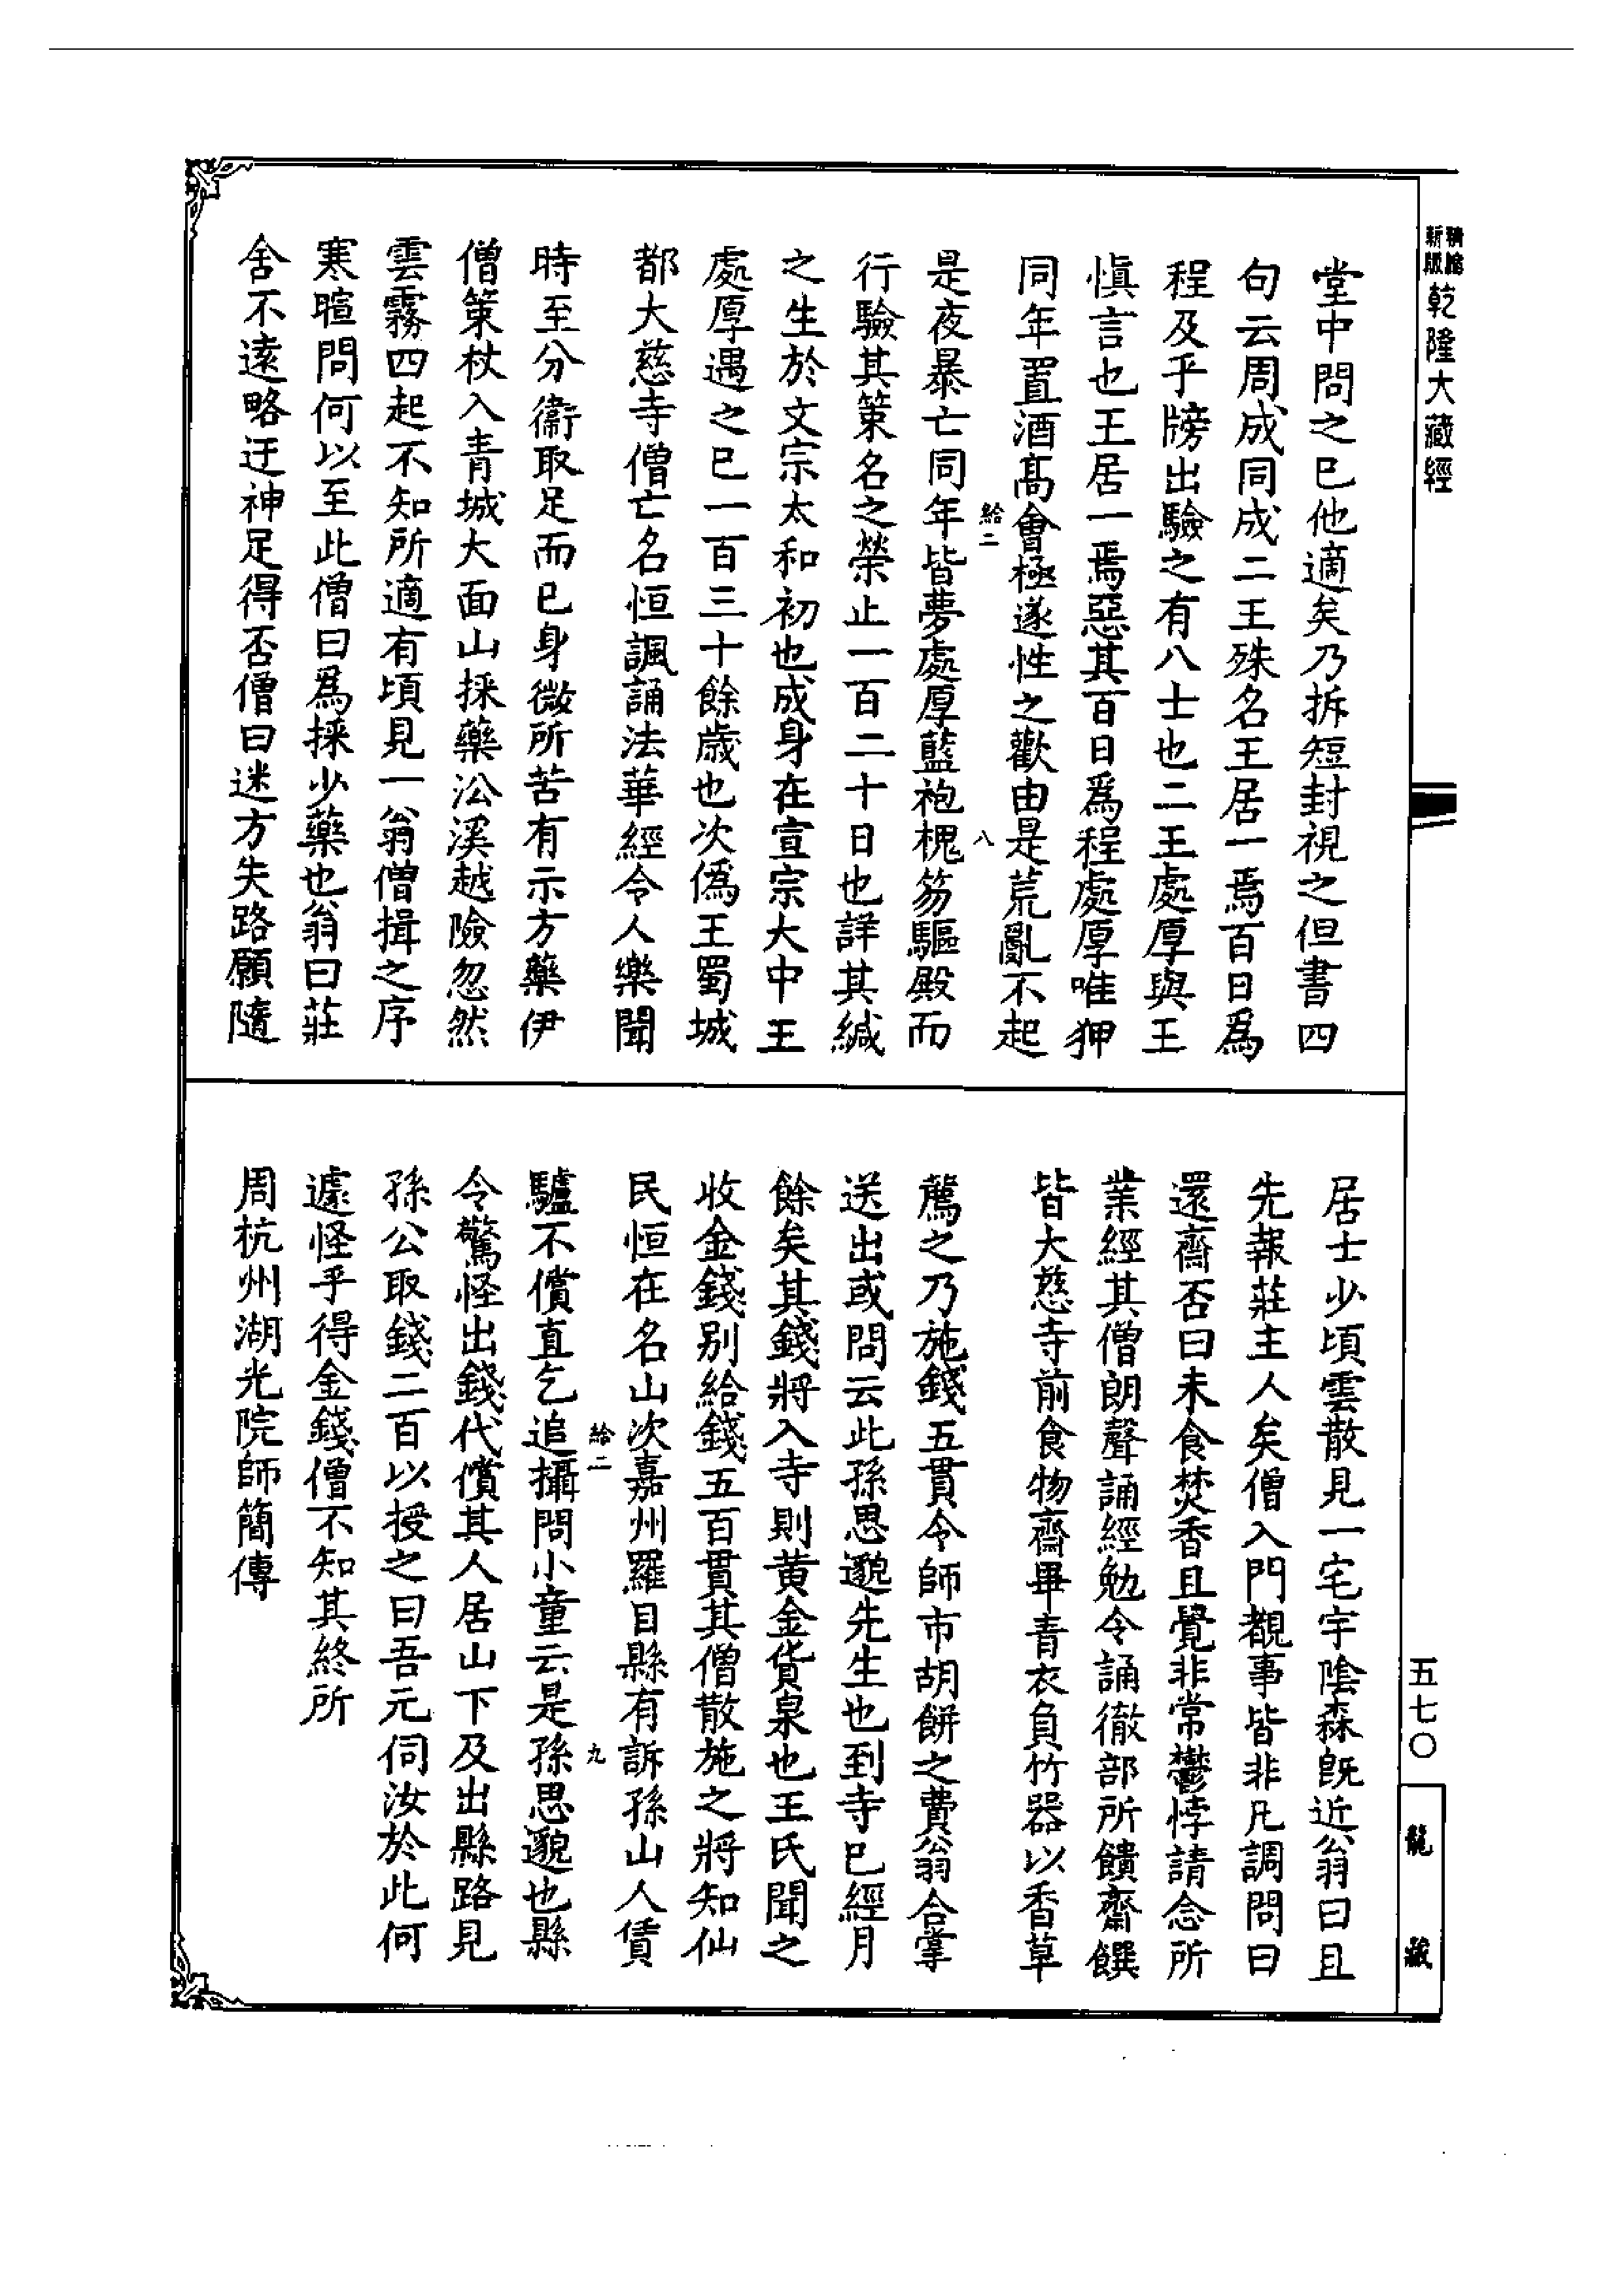 精縮新版乾隆大藏經
堂中問之已他適矣乃拆短封視之但書四
句云周成同成二王殊名王居一焉百日爲
程及乎牓出驗之有八士也二王處厚與王
慎言也王居一焉惡其百日爲程處厚唯狎
同年置酒髙會極遂性之歡由是荒亂不起
給二
八
是夜暴亡同年皆夢處厚藍袍槐笏驅殿而
行驗其策名之榮止一百二十日也詳其緘
之生於文宗太和初也成身在宣宗大中王
處厚遇之已一百三十餘歲也次僞王蜀城
都大慈寺僧亡名恒諷誦法華經令人樂聞
時至分衞取足而已身微所苦有示方藥伊
僧策杖入青城大面山採藥㳂溪越險忽然
雲霧四起不知所適有頃見一翁僧揖之序
寒暄問何以至此僧曰爲採少藥也翁曰莊
舍不遠略迂神足得否僧曰迷方失路願隨
居士少頃雲散見一宅宇隂森旣近翁曰且
先報莊主人矣僧入門覩事皆非凡調問曰
還齋否曰未食焚香且覺非常鬱悖請念所
業經其僧朗聲誦經勉令誦徹部所饋齋饌
皆大慈寺前食物齋畢青衣負竹器以香草
薦之乃施錢五貫令師市胡餅之費翁合掌
送出或問云此孫思邈先生也到寺已經月
餘矣其錢將入寺則黄金貨泉也王氏聞之
收金錢别給錢五百貫其僧散施之將知仙
民恒在名山次嘉州羅目縣有訴孫山人賃
給二
九
驢不償直乞追攝問小童云是孫思邈也縣
令驚怪出錢代償其人居山下及出縣路見
孫公取錢二百以授之曰吾元伺汝於此何
遽怪乎得金錢僧不知其終所
周杭州湖光院師簡傳
五七〇
龍藏